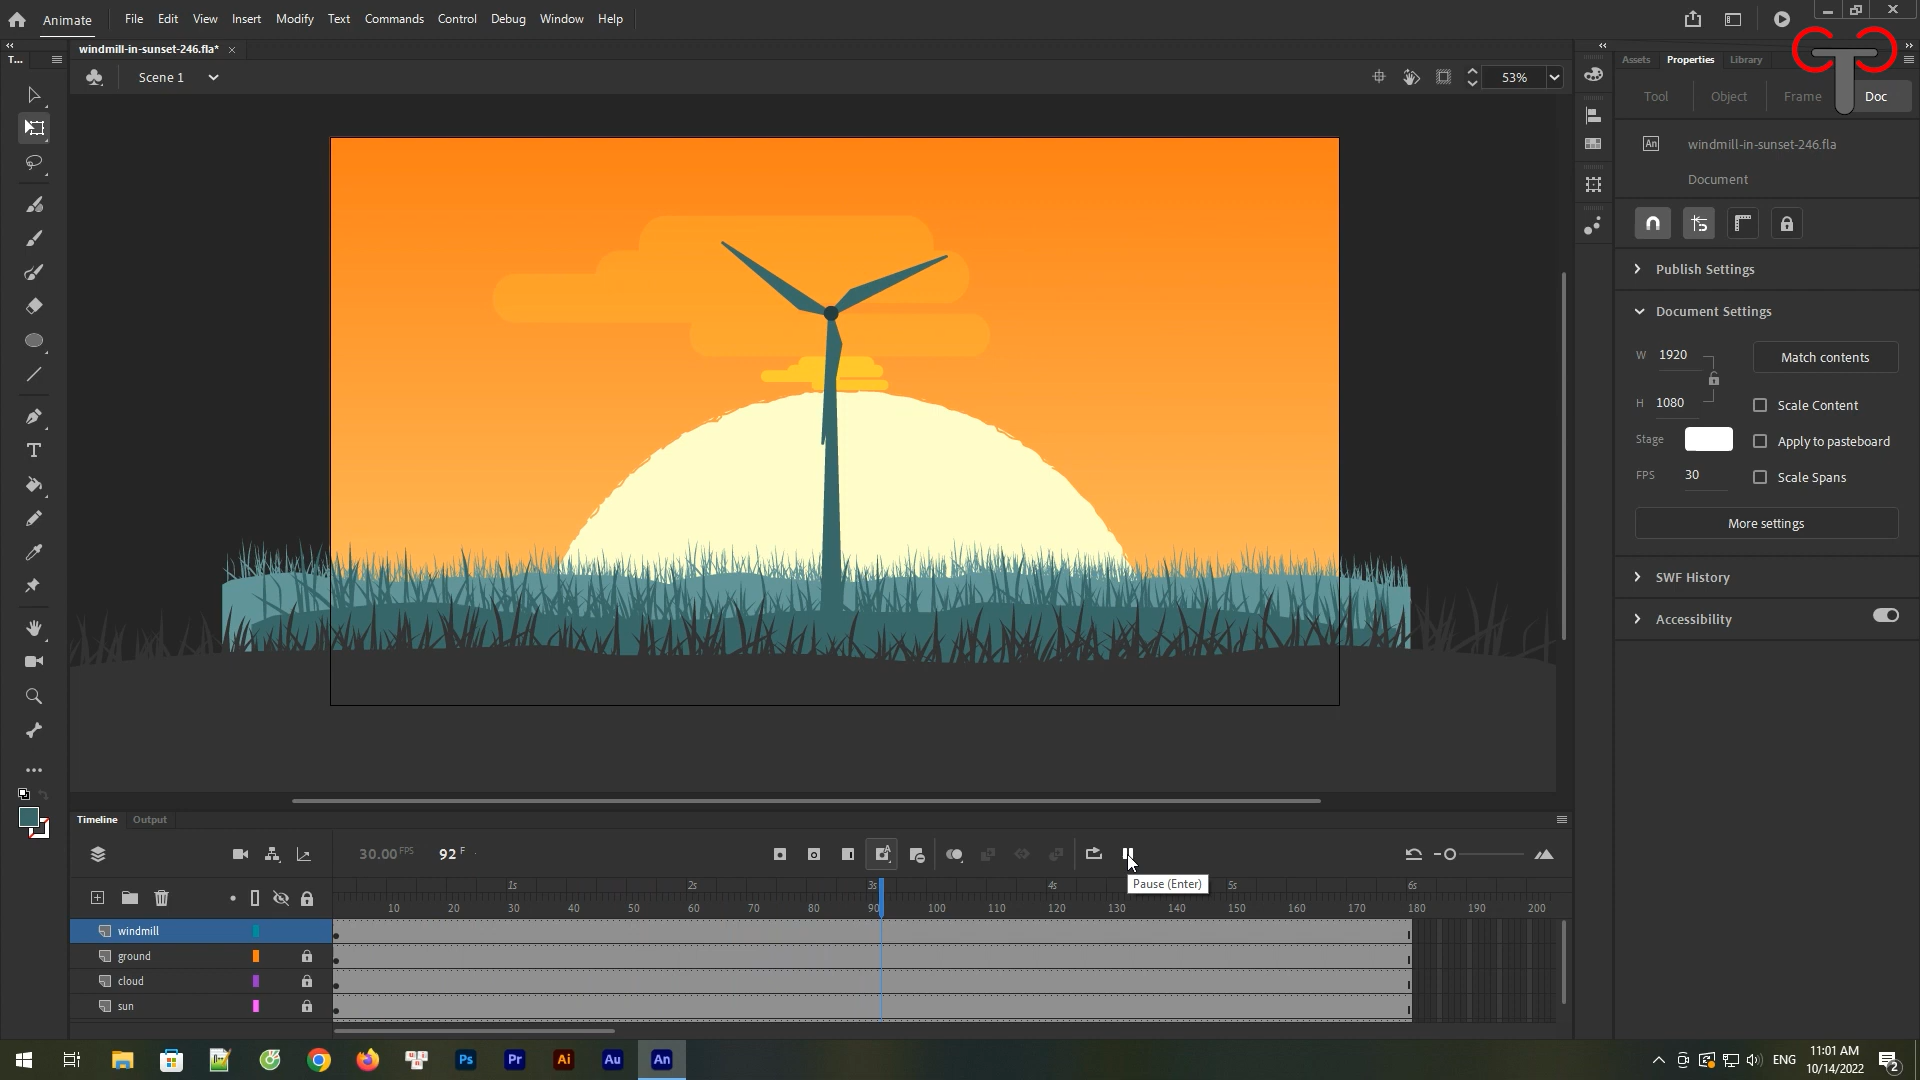 Animate File Edit View Insert Modify Text Commands Control Debug Window Help
windmill-in-sunset-246.fla* ×
T...
Scene 1
53%
Assets Properties Library
Tool Object Frame Doc
An windmill-in-sunset-246.fla
Document
Publish Settings
Document Settings
W 1920
Match contents
H 1080
Scale Content
Stage
Apply to pasteboard
FPS 30
Scale Spans
More settings
SWF History
Accessibility
Timeline Output
30.00 FPS 92 F
Pause (Enter)
1s 2s 3s 4s 5s 6s
10 20 30 40 50 60 70 80 90 100 110 120 130 140 150 160 170 180 190 200
windmill
ground
cloud
sun
Ps Pr Ai Au An
ENG
11:01 AM
10/14/2022
2